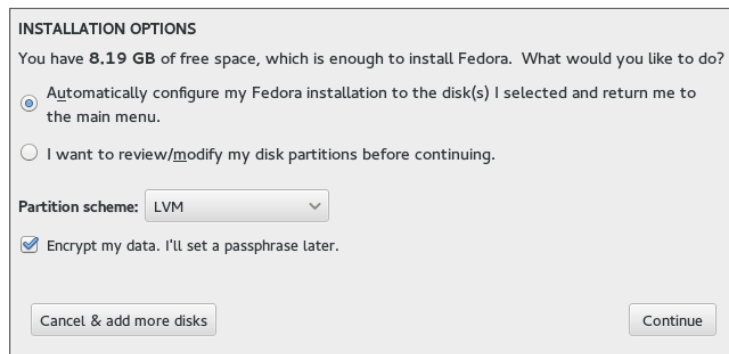 INSTALLATION OPTIONS
You have 8.19 GB of free space, which is enough to install Fedora. What would you like to do?
Automatically configure my Fedora installation to the disk(s) I selected and return me to
the main menu.
I want to review/modify my disk partitions before continuing.
Partition scheme: LVM
Encrypt my data. I'll set a passphrase later.
Cancel & add more disks Continue